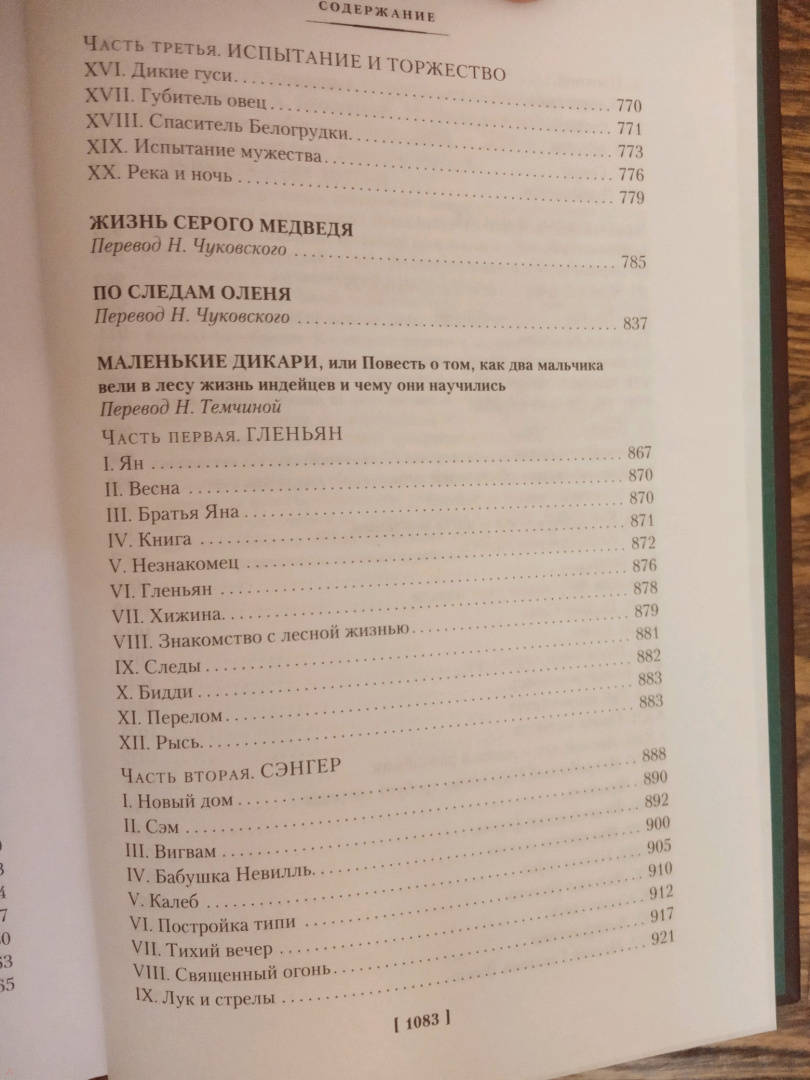 СОДЕРЖАНИЕ
ЧАСТЬ ТРЕТЬЯ. ИСПЫТАНИЕ И ТОРЖЕСТВО
XVI. Дикие гуси ..... 770
XVII. Губитель овец ..... 771
XVIII. Спаситель Белогрудки ..... 773
XIX. Испытание мужества ..... 776
XX. Река и ночь ..... 779
ЖИЗНЬ СЕРОГО МЕДВЕДЯ
Перевод Н. Чуковского ..... 785
ПО СЛЕДАМ ОЛЕНЯ
Перевод Н. Чуковского ..... 837
МАЛЕНЬКИЕ ДИКАРИ, или Повесть о том, как два мальчика
вели в лесу жизнь индейцев и чему они научились
Перевод Н. Темчиной
ЧАСТЬ ПЕРВАЯ. ГЛЕНЬЯН
I. Ян ..... 867
II. Весна ..... 870
III. Братья Яна ..... 870
IV. Книга ..... 871
V. Незнакомец ..... 872
VI. Гленьян ..... 876
VII. Хижина ..... 878
VIII. Знакомство с лесной жизнью ..... 879
IX. Следы ..... 881
X. Бидди ..... 882
XI. Перелом ..... 883
XII. Рысь ..... 883
ЧАСТЬ ВТОРАЯ. СЭНГЕР
I. Новый дом ..... 888
II. Сэм ..... 890
III. Вигвам ..... 892
IV. Бабушка Невилль ..... 900
V. Калеб ..... 905
VI. Постройка типи ..... 910
VII. Тихий вечер ..... 912
VIII. Священный огонь ..... 917
IX. Лук и стрелы ..... 921
[ 1083 ]